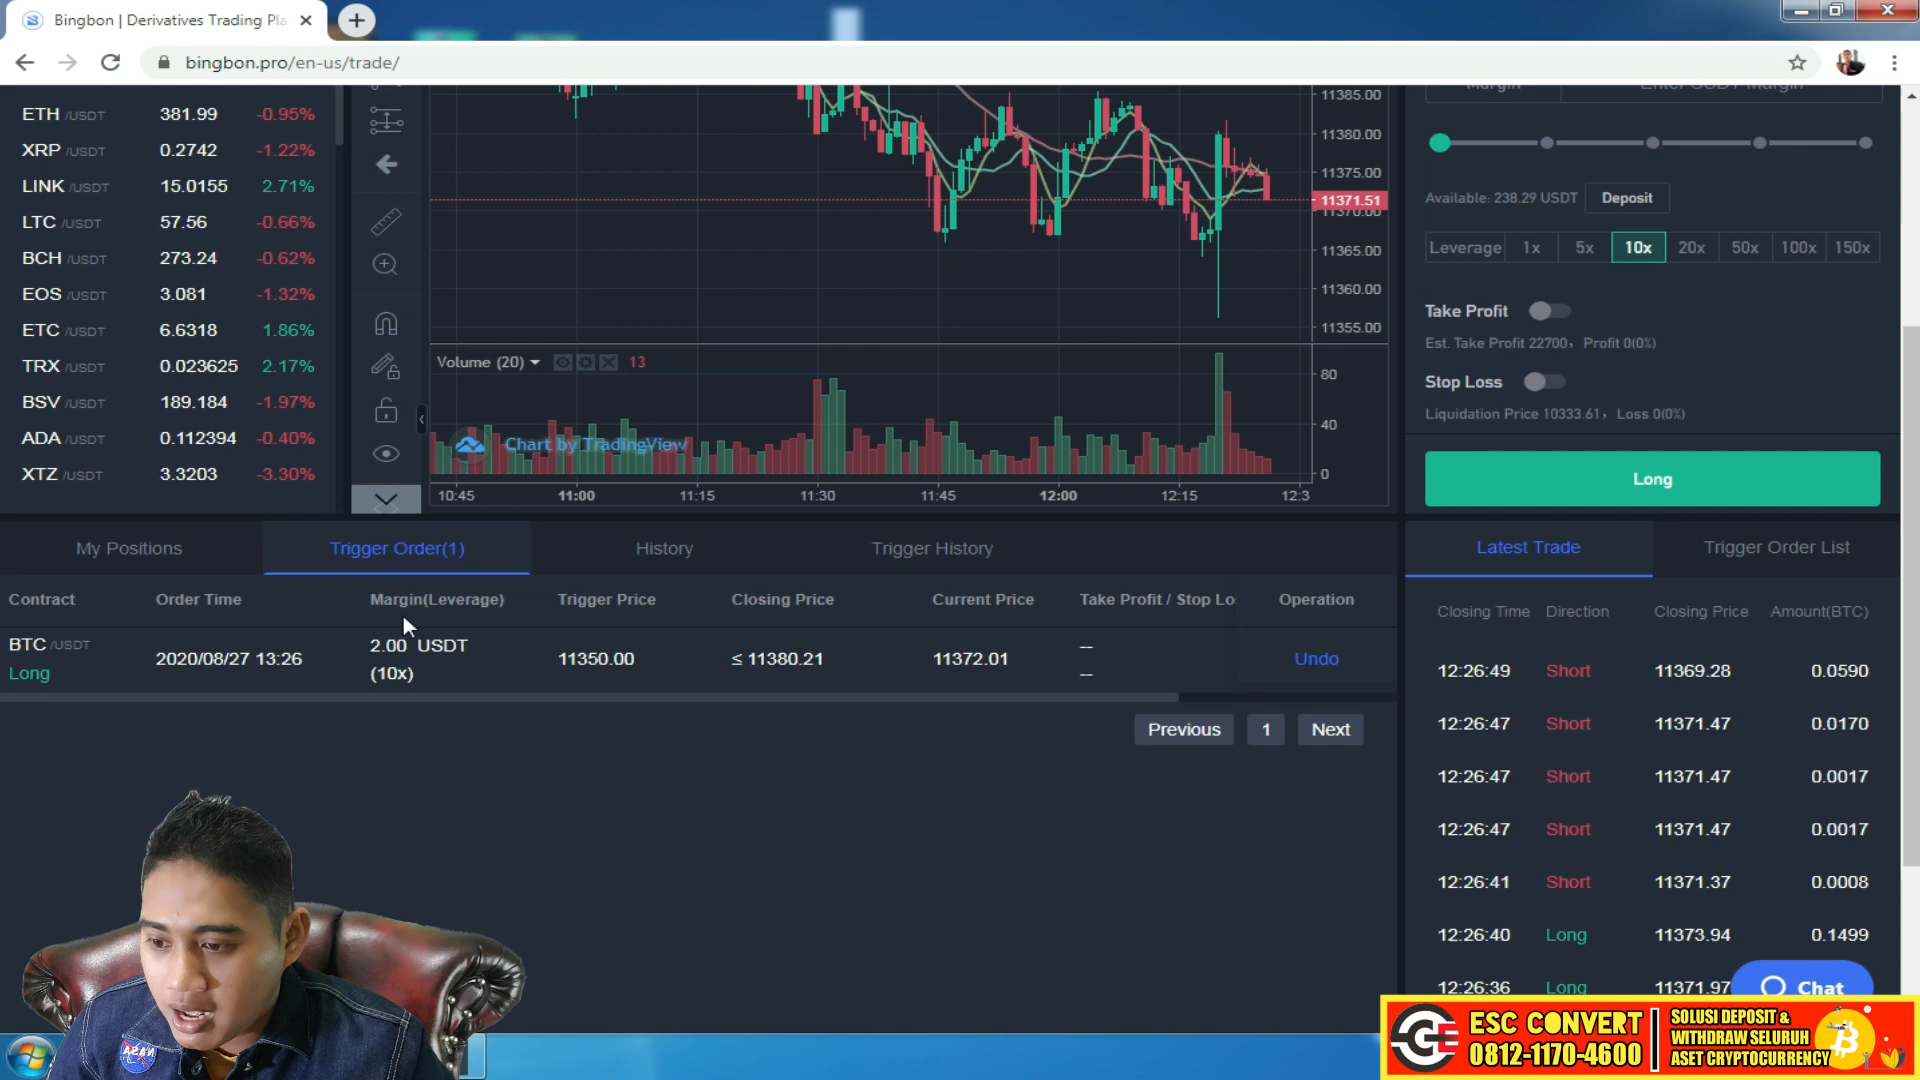 Bingbon | Derivatives Trading Pla
bingbon.pro/en-us/trade/
ETH /USDT 381.99 -0.95%
XRP /USDT 0.2742 -1.22%
LINK /USDT 15.0155 2.71%
LTC /USDT 57.56 -0.66%
BCH /USDT 273.24 -0.62%
EOS /USDT 3.081 -1.32%
ETC /USDT 6.6318 1.86%
TRX /USDT 0.023625 2.17%
BSV /USDT 189.184 -1.97%
ADA /USDT 0.112394 -0.40%
XTZ /USDT 3.3203 -3.30%
11385.00
11380.00
11375.00
11371.51
11370.00
11365.00
11360.00
11355.00
Volume (20) 13
80
40
0
Chart by TradingView
10:45 11:00 11:15 11:30 11:45 12:00 12:15 12:3
Margin Enter USDT Margin
Available: 238.29 USDT Deposit
Leverage 1x 5x 10x 20x 50x 100x 150x
Take Profit
Est. Take Profit 22700, Profit 0(0%)
Stop Loss
Liquidation Price 10333.61, Loss 0(0%)
Long
My Positions Trigger Order(1) History Trigger History
Contract Order Time Margin(Leverage) Trigger Price Closing Price Current Price Take Profit / Stop Lo Operation
BTC /USDT 2020/08/27 13:26 2.00 USDT 11350.00 ≤ 11380.21 11372.01 -- Undo
Long (10x) --
Previous 1 Next
Latest Trade Trigger Order List
Closing Time Direction Closing Price Amount(BTC)
12:26:49 Short 11369.28 0.0590
12:26:47 Short 11371.47 0.0170
12:26:47 Short 11371.47 0.0017
12:26:47 Short 11371.47 0.0017
12:26:41 Short 11371.37 0.0008
12:26:40 Long 11373.94 0.1499
12:26:36 Long 11371.97
Chat
NASA
ESC CONVERT
0812-1170-4600
SOLUSI DEPOSIT &
WITHDRAW SELURUH
ASET CRYPTOCURRENCY